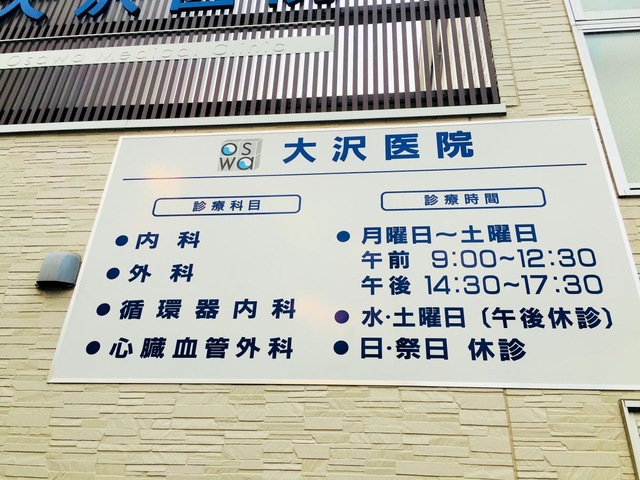 Osawa Medical Clinic
oswa 大沢医院
診療科目
●内科
●外科
●循環器内科
●心臓血管外科
診療時間
●月曜日～土曜日
午前 9:00～12:30
午後 14:30～17:30
●水・土曜日〔午後休診〕
●日・祭日 休診